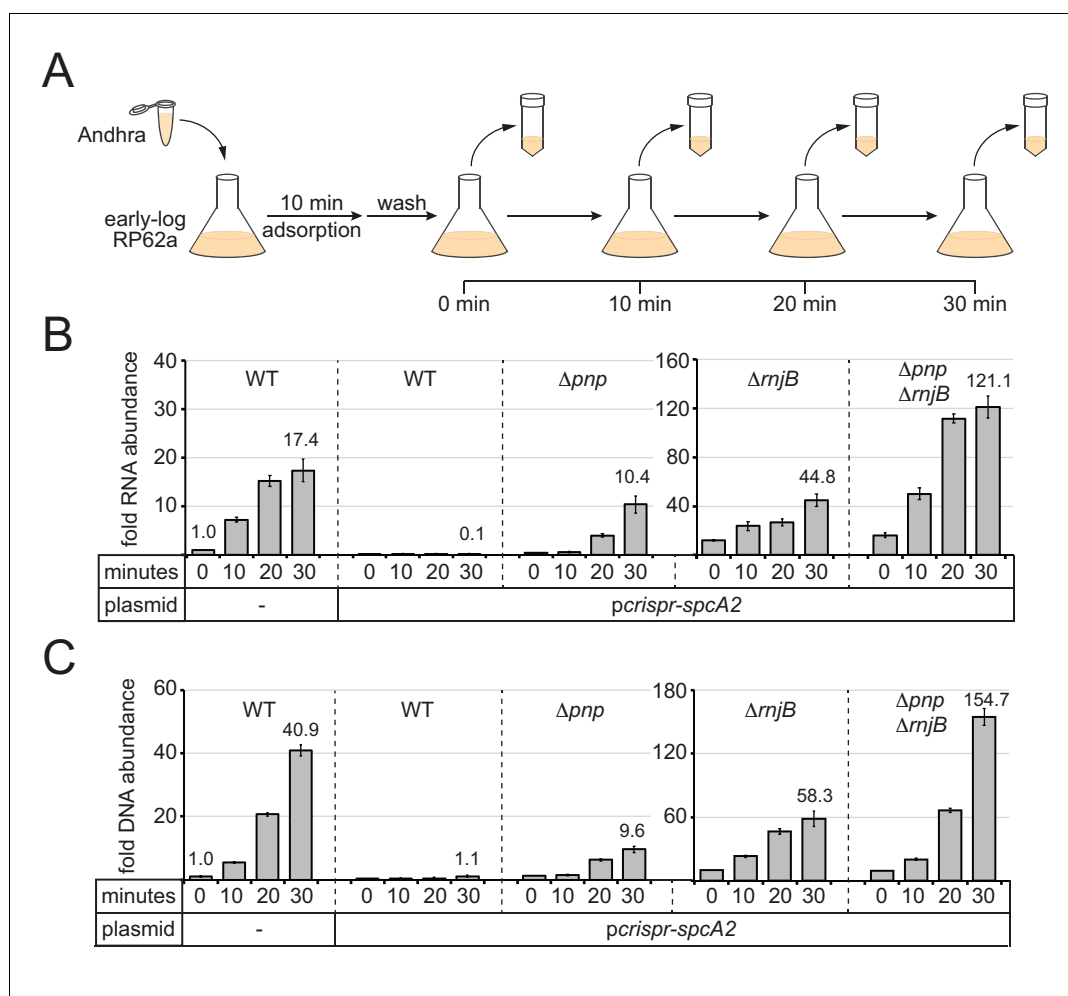 A
Andhra
early-log
RP62a
10 min
adsorption
wash
0 min 10 min 20 min 30 min
B
fold RNA abundance
40
30
20
10
WT WT Δpnp
1.0 17.4 0.1 10.4
160
120
80
40
ΔrnjB Δpnp
ΔrnjB
44.8 121.1
minutes 0 10 20 30 0 10 20 30 0 10 20 30 0 10 20 30 0 10 20 30
plasmid - pcrispr-spcA2
C
fold DNA abundance
60
40
20
WT WT Δpnp
1.0 40.9 1.1 9.6
180
120
60
ΔrnjB Δpnp
ΔrnjB
58.3 154.7
minutes 0 10 20 30 0 10 20 30 0 10 20 30 0 10 20 30 0 10 20 30
plasmid - pcrispr-spcA2